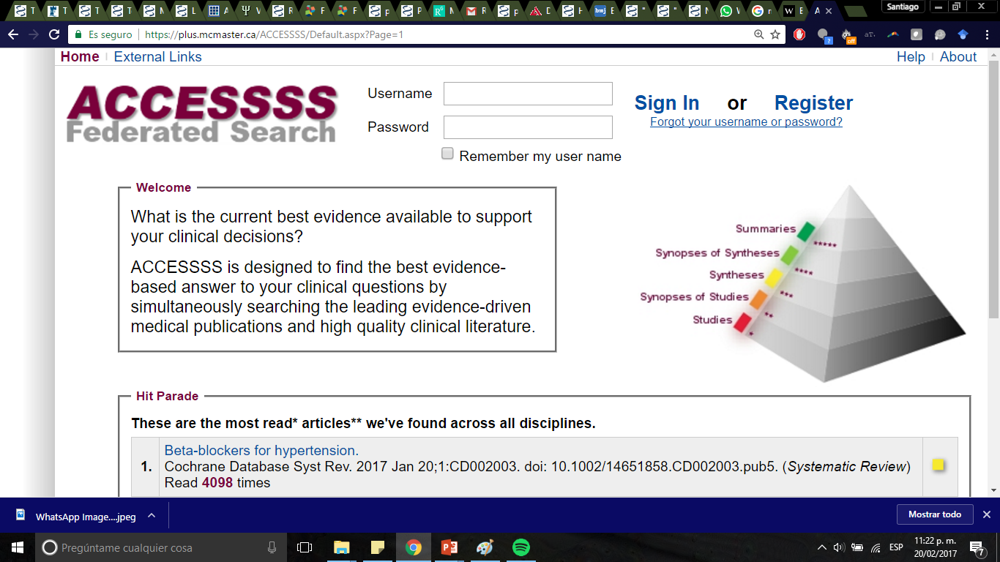 Santiago
Es seguro | https://plus.mcmaster.ca/ACCESSSS/Default.aspx?Page=1
Home | External Links
Help | About
ACCESSSS
Federated Search
Username
Password
Remember my user name
Sign In or Register
Forgot your username or password?
Welcome
What is the current best evidence available to support
your clinical decisions?
ACCESSSS is designed to find the best evidence-
based answer to your clinical questions by
simultaneously searching the leading evidence-driven
medical publications and high quality clinical literature.
Summaries
*****
Synopses of Syntheses
****
Syntheses
***
Synopses of Studies
**
Studies
*
Hit Parade
These are the most read* articles** we've found across all disciplines.
1.
Beta-blockers for hypertension.
Cochrane Database Syst Rev. 2017 Jan 20;1:CD002003. doi: 10.1002/14651858.CD002003.pub5. (Systematic Review)
Read 4098 times
WhatsApp Image....jpeg
Mostrar todo
Pregúntame cualquier cosa
ESP
11:22 p. m.
20/02/2017
7